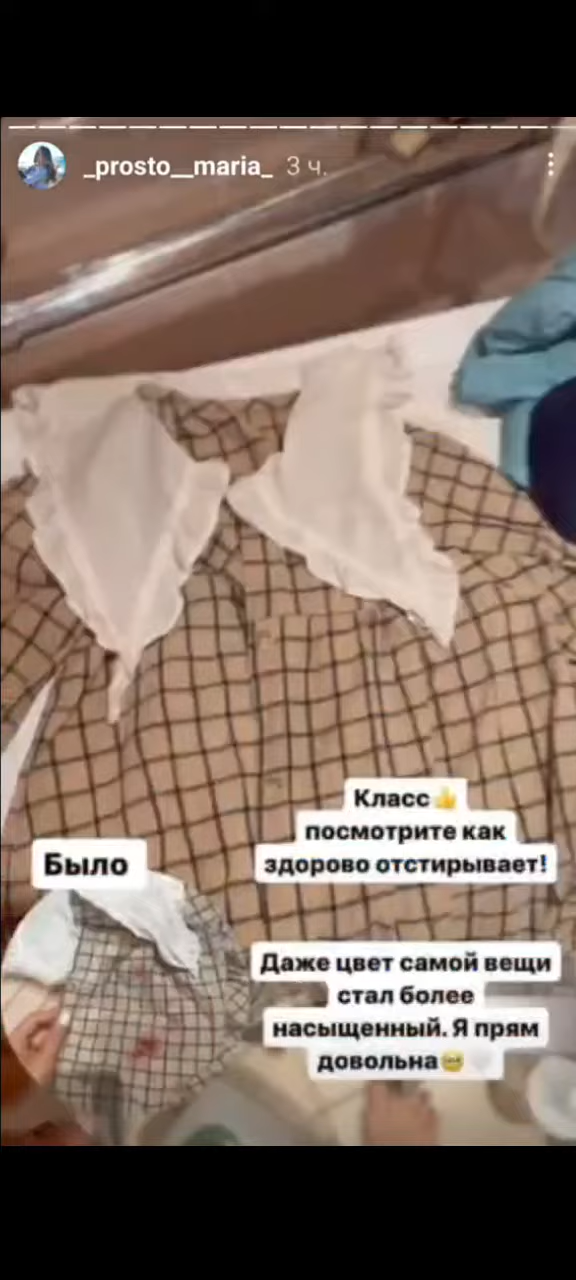 _prosto__maria_ 3 ч.
Класс👍
посмотрите как
здорово отстирывает!
Было
Даже цвет самой вещи
стал более
насыщенный. Я прям
довольна🤓🤍